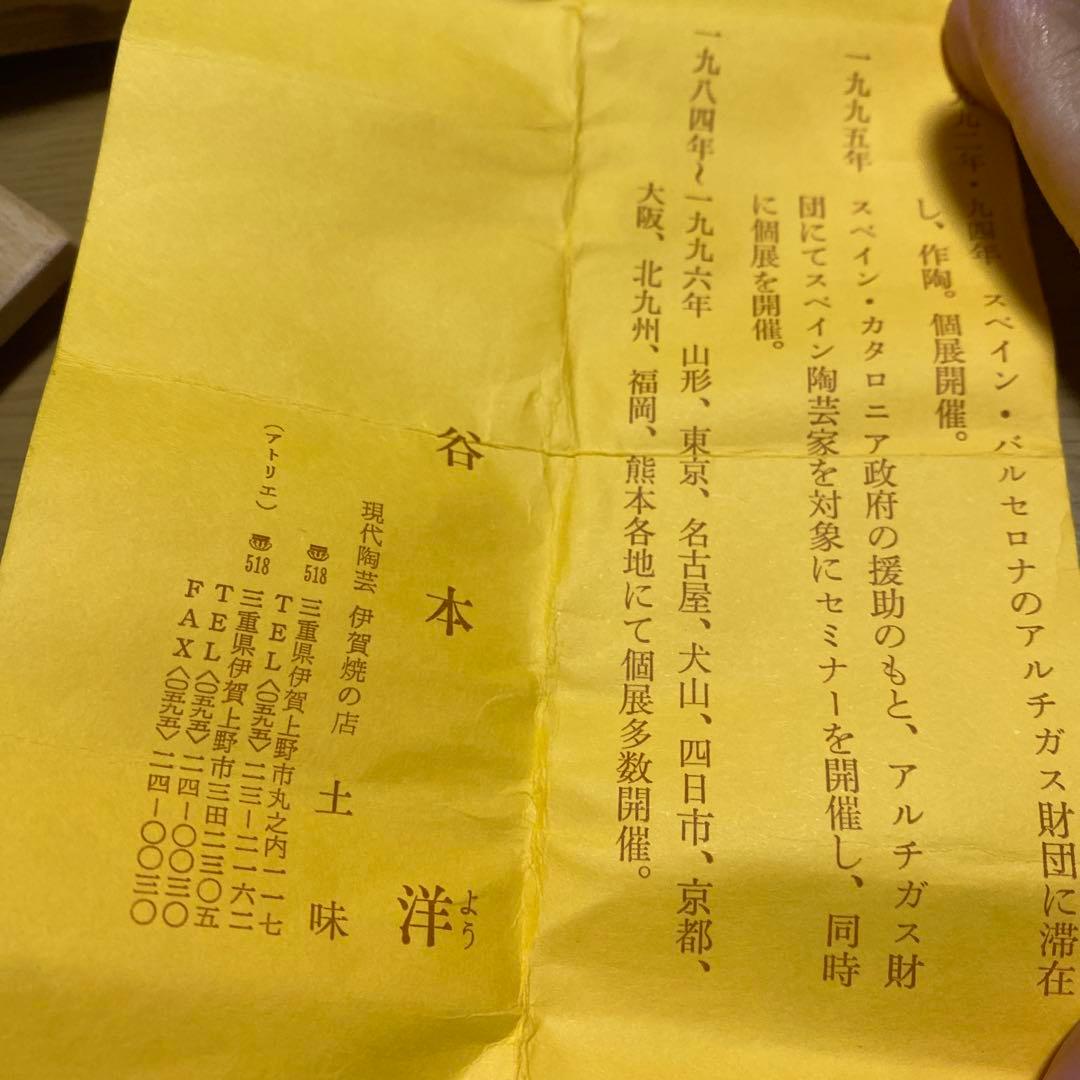 九二年・九四年 スペイン・バルセロナのアルチガス財団に滞在
し、作陶。個展開催。
一九九五年 スペイン・カタロニア政府の援助のもと、アルチガス財
団にてスペイン陶芸家を対象にセミナーを開催し、同時
に個展を開催。
一九八四年~一九九六年 山形、東京、名古屋、犬山、四日市、京都、
大阪、北九州、福岡、熊本各地にて個展多数開催。
谷本 洋
よう
現代陶芸 伊賀焼の店 土味
518 三重県伊賀上野市丸之内一一七
TEL〈〇五九五〉二三ー二一六二
(アトリエ) 518 三重県伊賀上野市三田二三〇五
TEL〈〇五九五〉二四ー〇〇三〇
FAX〈〇五九五〉二四ー〇〇三〇